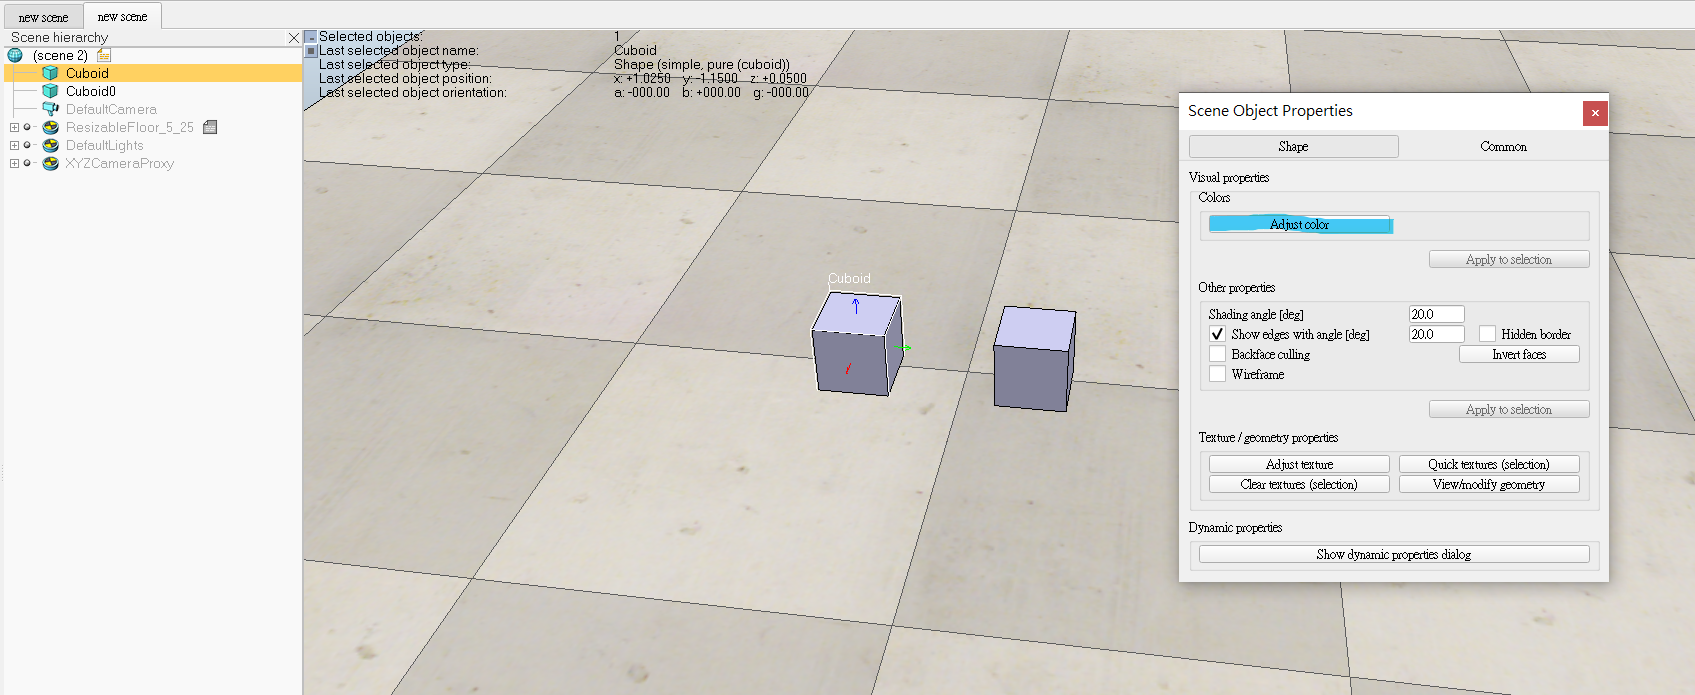 new scene
new scene
Scene hierarchy
(scene 2)
Cuboid
Cuboid0
DefaultCamera
ResizableFloor_5_25
DefaultLights
XYZCameraProxy
Selected objects: 1
Last selected object name: Cuboid
Last selected object type: Shape (simple, pure (cuboid))
Last selected object position: x: +1.0250 y: -1.1500 z: +0.0500
Last selected object orientation: a: -000.00 b: +000.00 g: -000.00
Cuboid
Scene Object Properties
Shape Common
Visual properties
Colors
Adjust color
Apply to selection
Other properties
Shading angle [deg] 20.0
Show edges with angle [deg] 20.0 Hidden border
Backface culling Invert faces
Wireframe
Apply to selection
Texture / geometry properties
Adjust texture Quick textures (selection)
Clear textures (selection) View/modify geometry
Dynamic properties
Show dynamic properties dialog